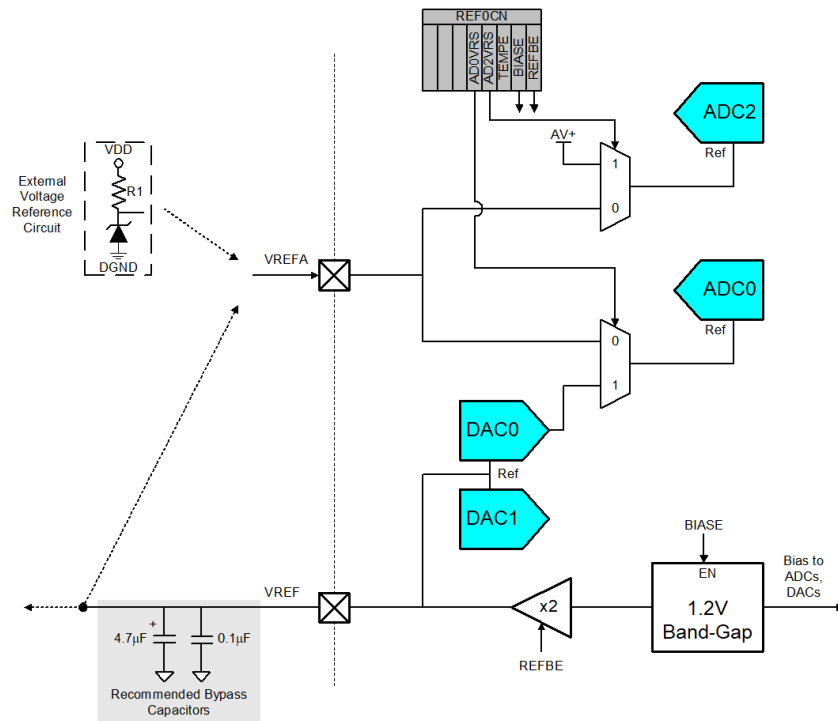 REF0CN
AD0VRS
AD2VRS
TEMPE
BIASE
REFBE
ADC2
AV+
Ref
1
0
VDD
R1
DGND
External
Voltage
Reference
Circuit
VREFA
ADC0
Ref
0
1
DAC0
Ref
DAC1
BIASE
EN
1.2V
Band-Gap
Bias to
ADCs,
DACs
x2
REFBE
VREF
+
4.7µF
0.1µF
Recommended Bypass
Capacitors